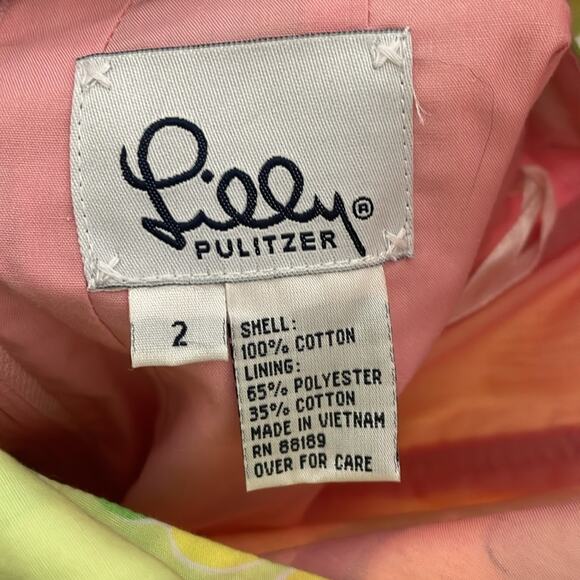 Lilly®
PULITZER
2
SHELL:
100% COTTON
LINING:
65% POLYESTER
35% COTTON
MADE IN VIETNAM
RN 88189
OVER FOR CARE